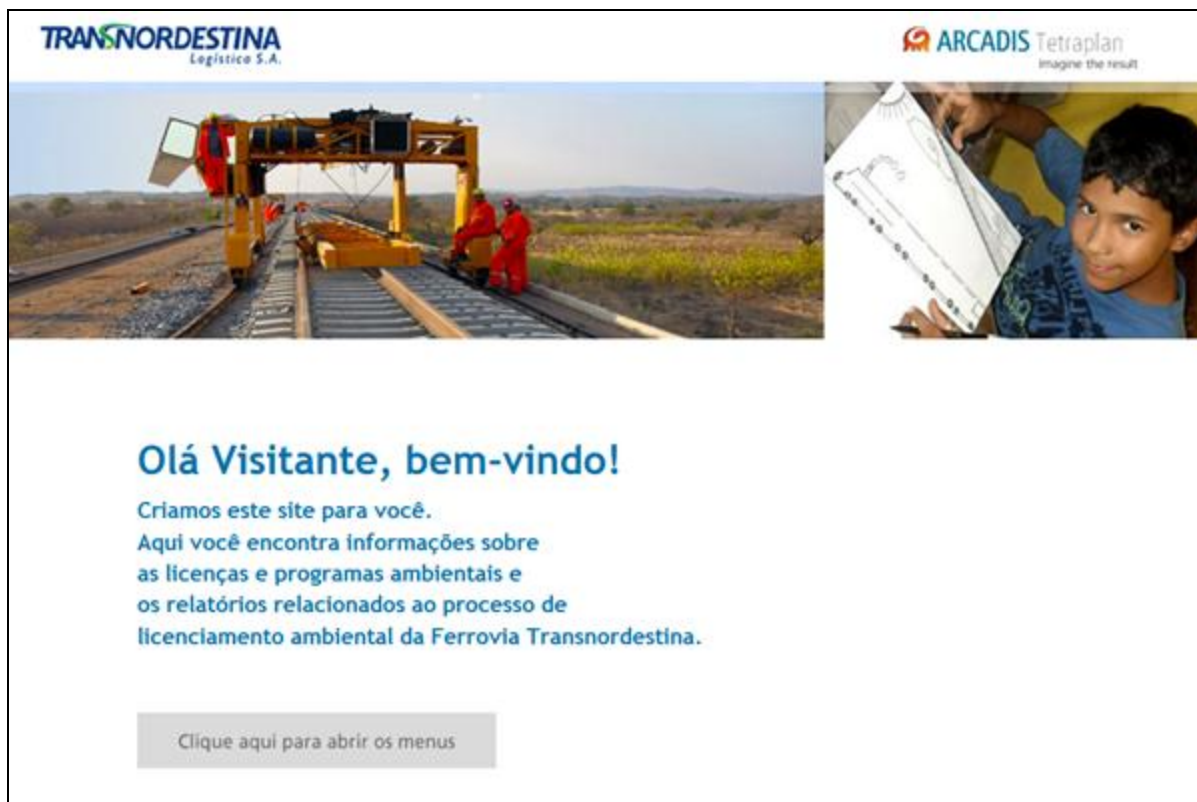 TRANSNORDESTINA
Logística S.A.
ARCADIS Tetraplan
Imagine the result
Olá Visitante, bem-vindo!
Criamos este site para você.
Aqui você encontra informações sobre
as licenças e programas ambientais e
os relatórios relacionados ao processo de
licenciamento ambiental da Ferrovia Transnordestina.
Clique aqui para abrir os menus